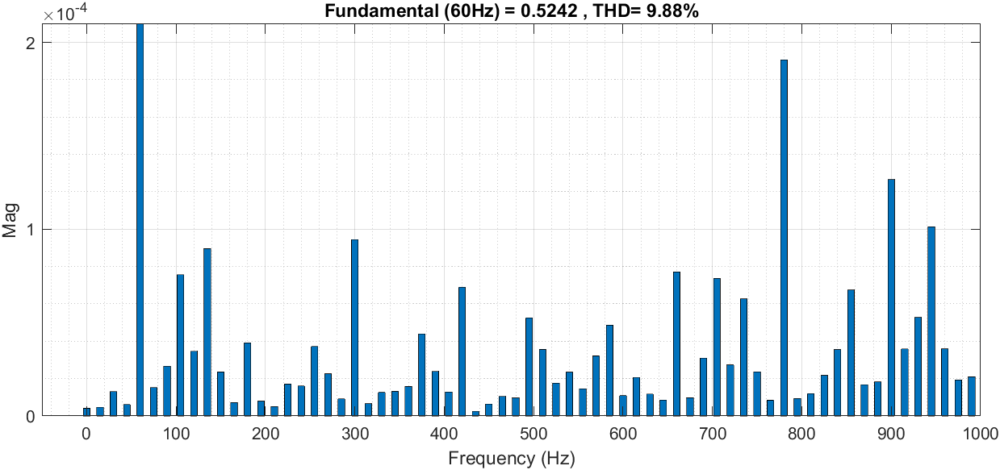 Fundamental (60Hz) = 0.5242 , THD= 9.88%
×10-4
2
1
0
Mag
0 100 200 300 400 500 600 700 800 900 1000
Frequency (Hz)